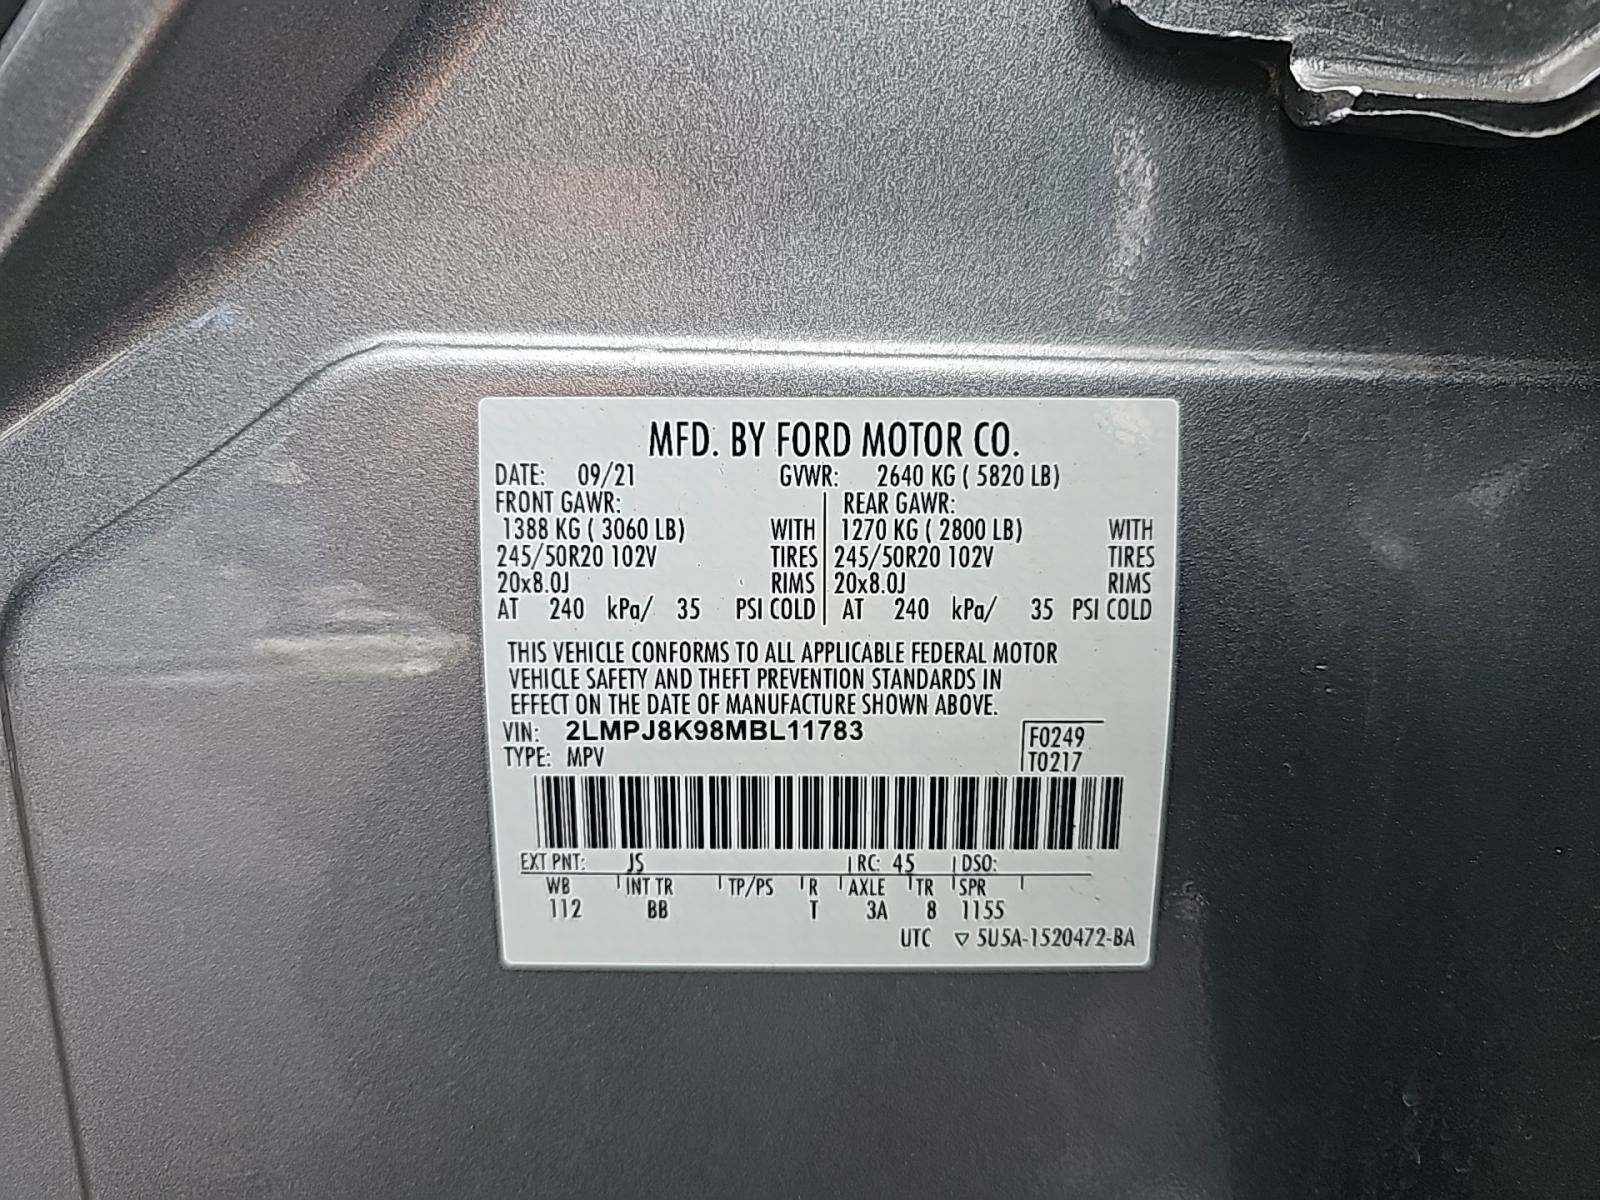 MFD. BY FORD MOTOR CO.
DATE: 09/21 GVWR: 2640 KG ( 5820 LB)
FRONT GAWR: REAR GAWR:
1388 KG ( 3060 LB) WITH 1270 KG ( 2800 LB) WITH
245/50R20 102V TIRES 245/50R20 102V TIRES
20x8.0J RIMS 20x8.0J RIMS
AT 240 kPa/ 35 PSI COLD AT 240 kPa/ 35 PSI COLD
THIS VEHICLE CONFORMS TO ALL APPLICABLE FEDERAL MOTOR
VEHICLE SAFETY AND THEFT PREVENTION STANDARDS IN
EFFECT ON THE DATE OF MANUFACTURE SHOWN ABOVE.
VIN: 2LMPJ8K98MBL11783 F0249
TYPE: MPV T0217
EXT PNT: JS RC: 45 DSO:
WB INT TR TP/PS R AXLE TR SPR
112 BB T 3A 8 1155
UTC ▽ 5U5A-1520472-BA